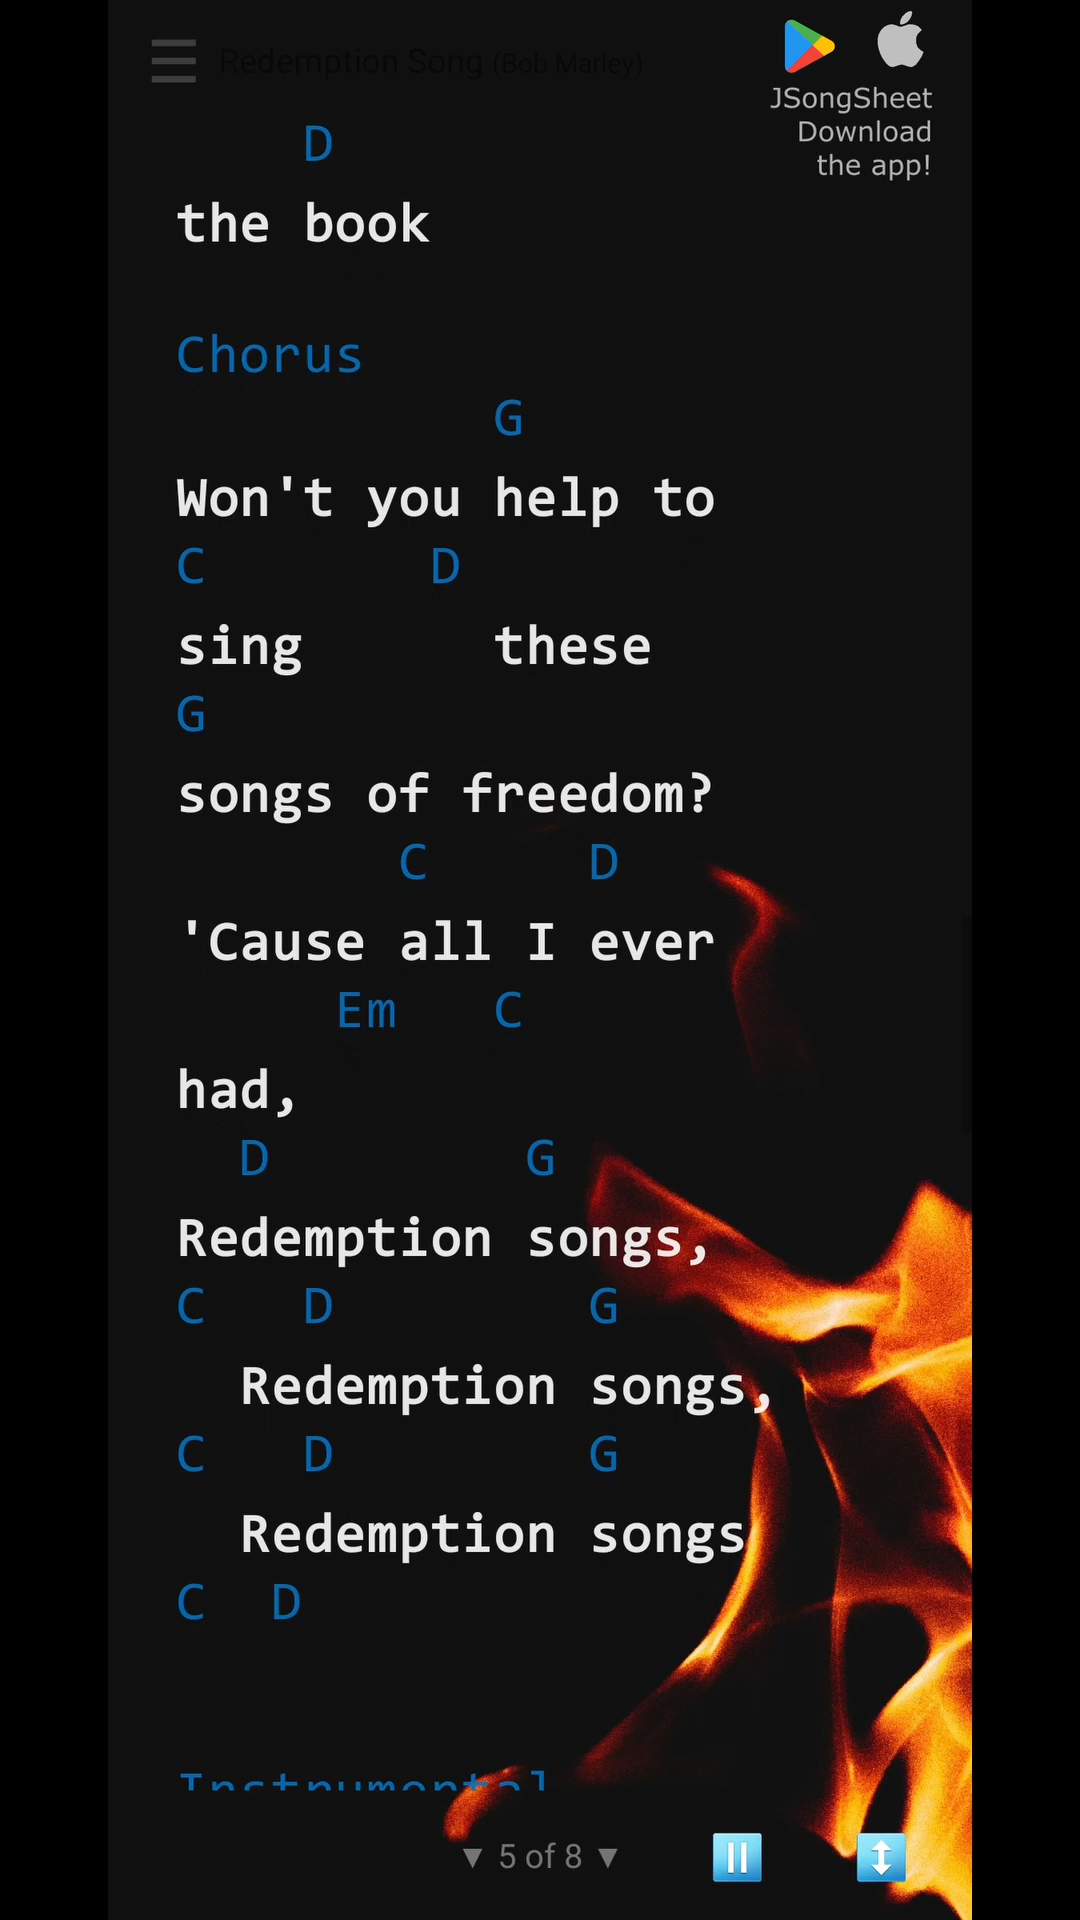 Redemption Song (Bob Marley)
JSongSheet
Download
the app!
D
the book
Chorus
G
Won't you help to
C D
sing these
G
songs of freedom?
C D
'Cause all I ever
Em C
had,
D G
Redemption songs,
C D G
Redemption songs,
C D G
Redemption songs
C D
Instrumental
▼ 5 of 8 ▼